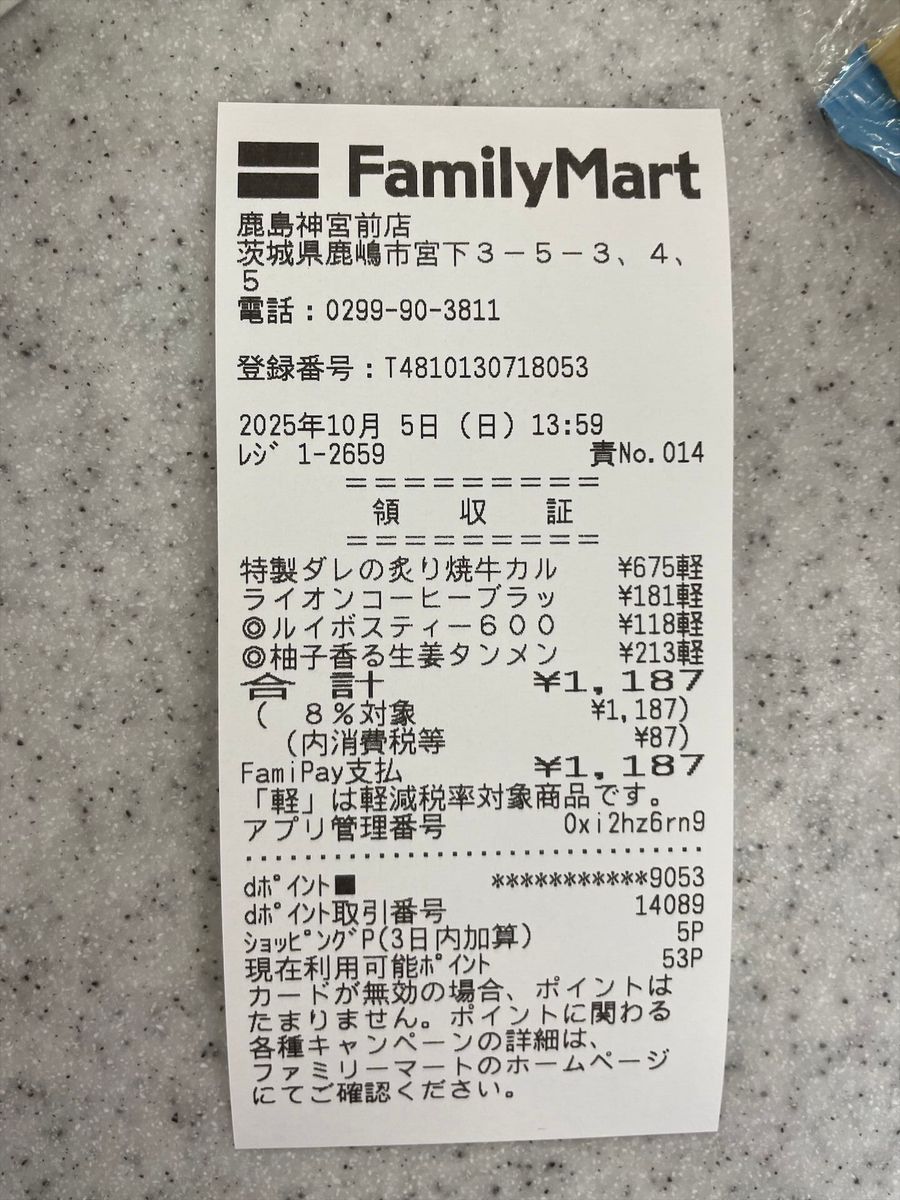 FamilyMart
鹿島神宮前店
茨城県鹿嶋市宮下3-5-3、4、
5
電話:0299-90-3811
登録番号:T4810130718053
2025年10月 5日(日)13:59
レジ 1-2659 責No.014
=========
領 収 証
=========
特製ダレの炙り焼牛カル ¥675軽
ライオンコーヒーブラッ ¥181軽
◎ルイボスティー600 ¥118軽
◎柚子香る生姜タンメン ¥213軽
合 計 ¥1,187
( 8%対象 ¥1,187)
(内消費税等 ¥87)
FamiPay支払 ¥1,187
「軽」は軽減税率対象商品です。
アプリ管理番号 0xi2hz6rn9
dポイント■ ***********9053
dポイント取引番号 14089
ショッピングP(3日内加算) 5P
現在利用可能ポイント 53P
カードが無効の場合、ポイントは
たまりません。ポイントに関わる
各種キャンペーンの詳細は、
ファミリーマートのホームページ
にてご確認ください。